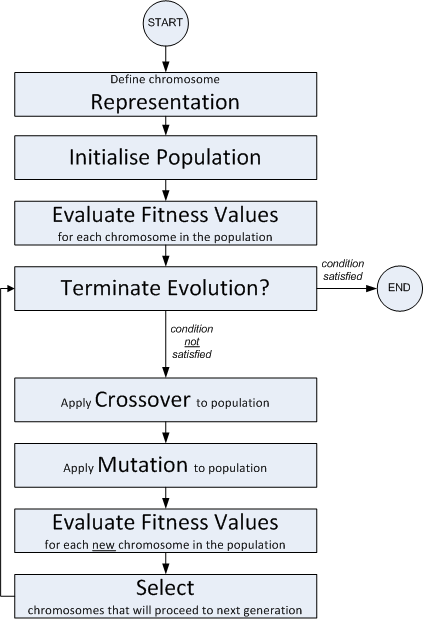 START
Define chromosome
Representation
Initialise Population
Evaluate Fitness Values
for each chromosome in the population
Terminate Evolution?
condition
satisfied
END
condition
not
satisfied
Apply Crossover to population
Apply Mutation to population
Evaluate Fitness Values
for each new chromosome in the population
Select
chromosomes that will proceed to next generation